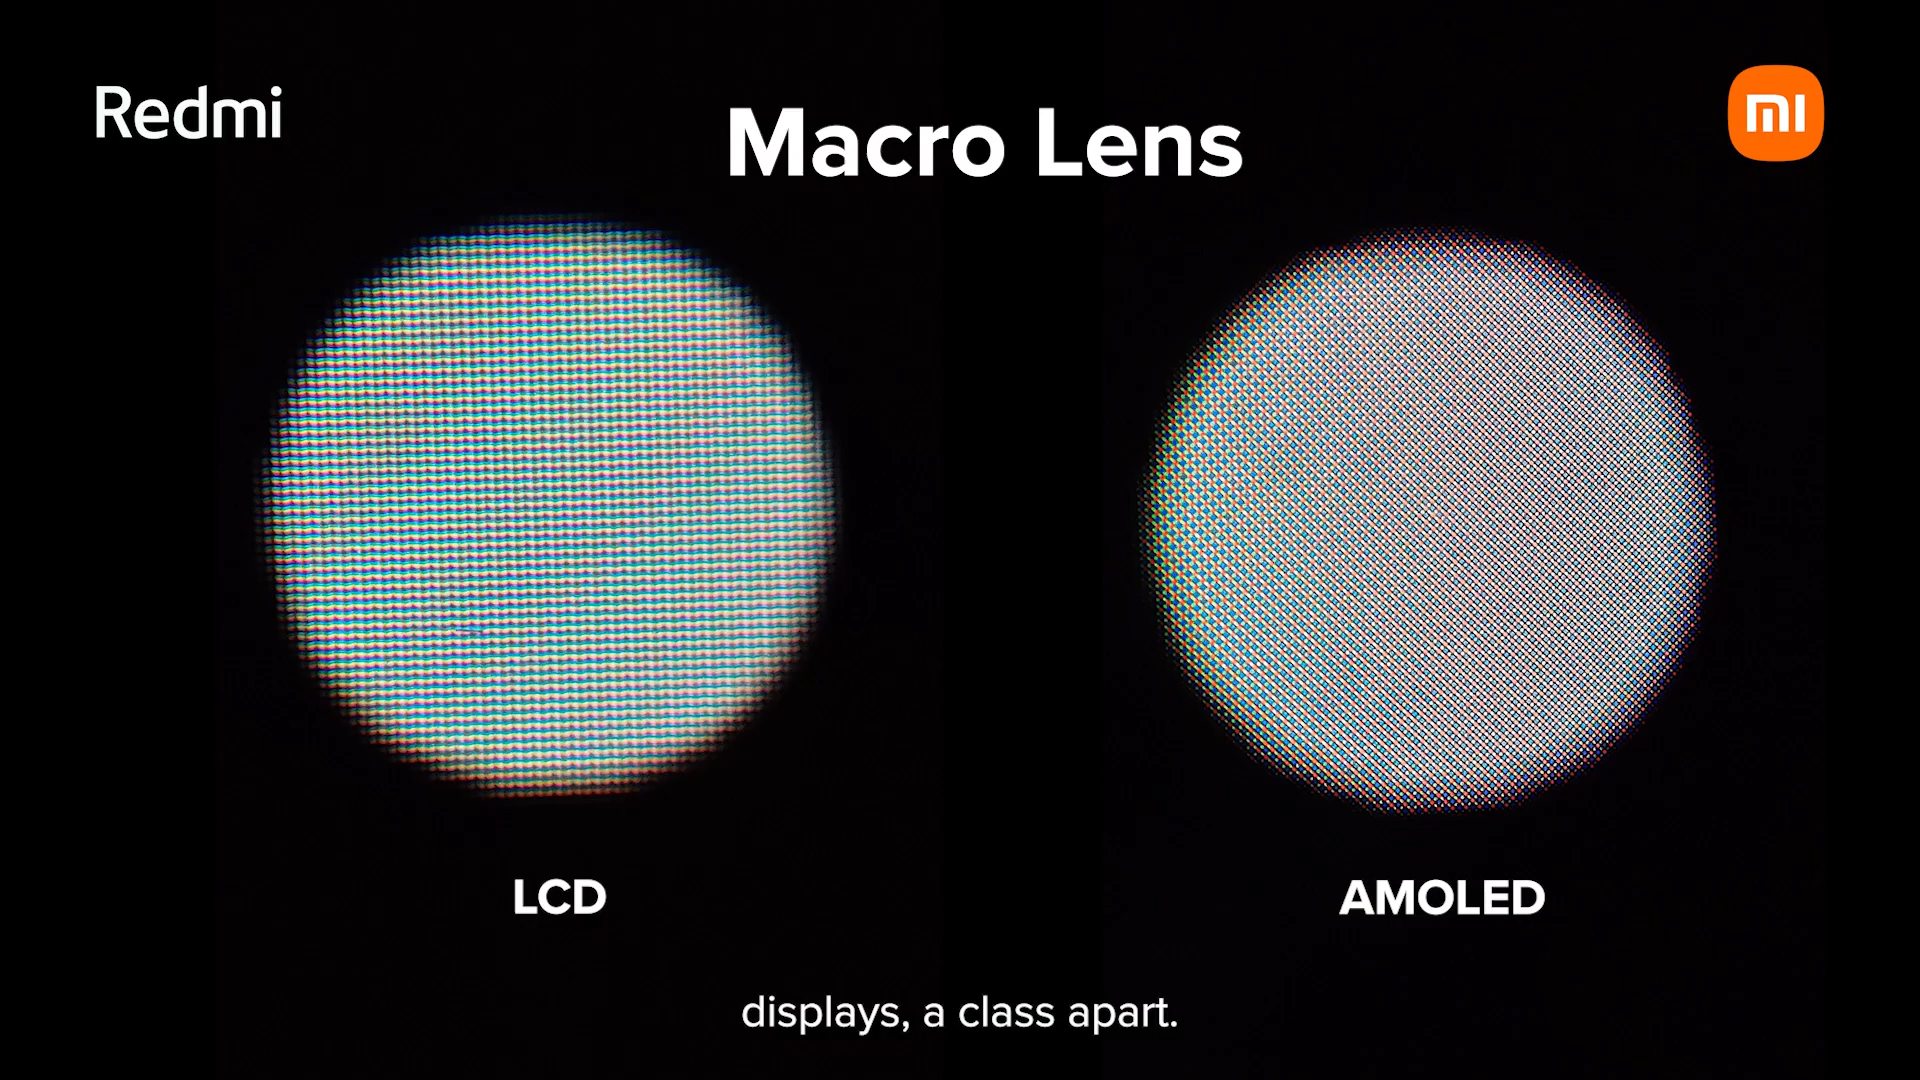 Redmi
Macro Lens
mi
LCD
AMOLED
displays, a class apart.